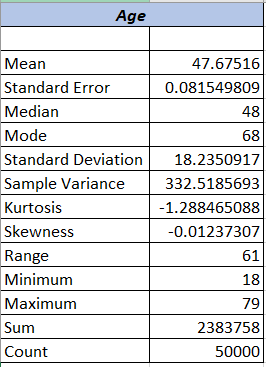 Age
Mean 47.67516
Standard Error 0.081549809
Median 48
Mode 68
Standard Deviation 18.2350917
Sample Variance 332.5185693
Kurtosis -1.288465088
Skewness -0.01237307
Range 61
Minimum 18
Maximum 79
Sum 2383758
Count 50000